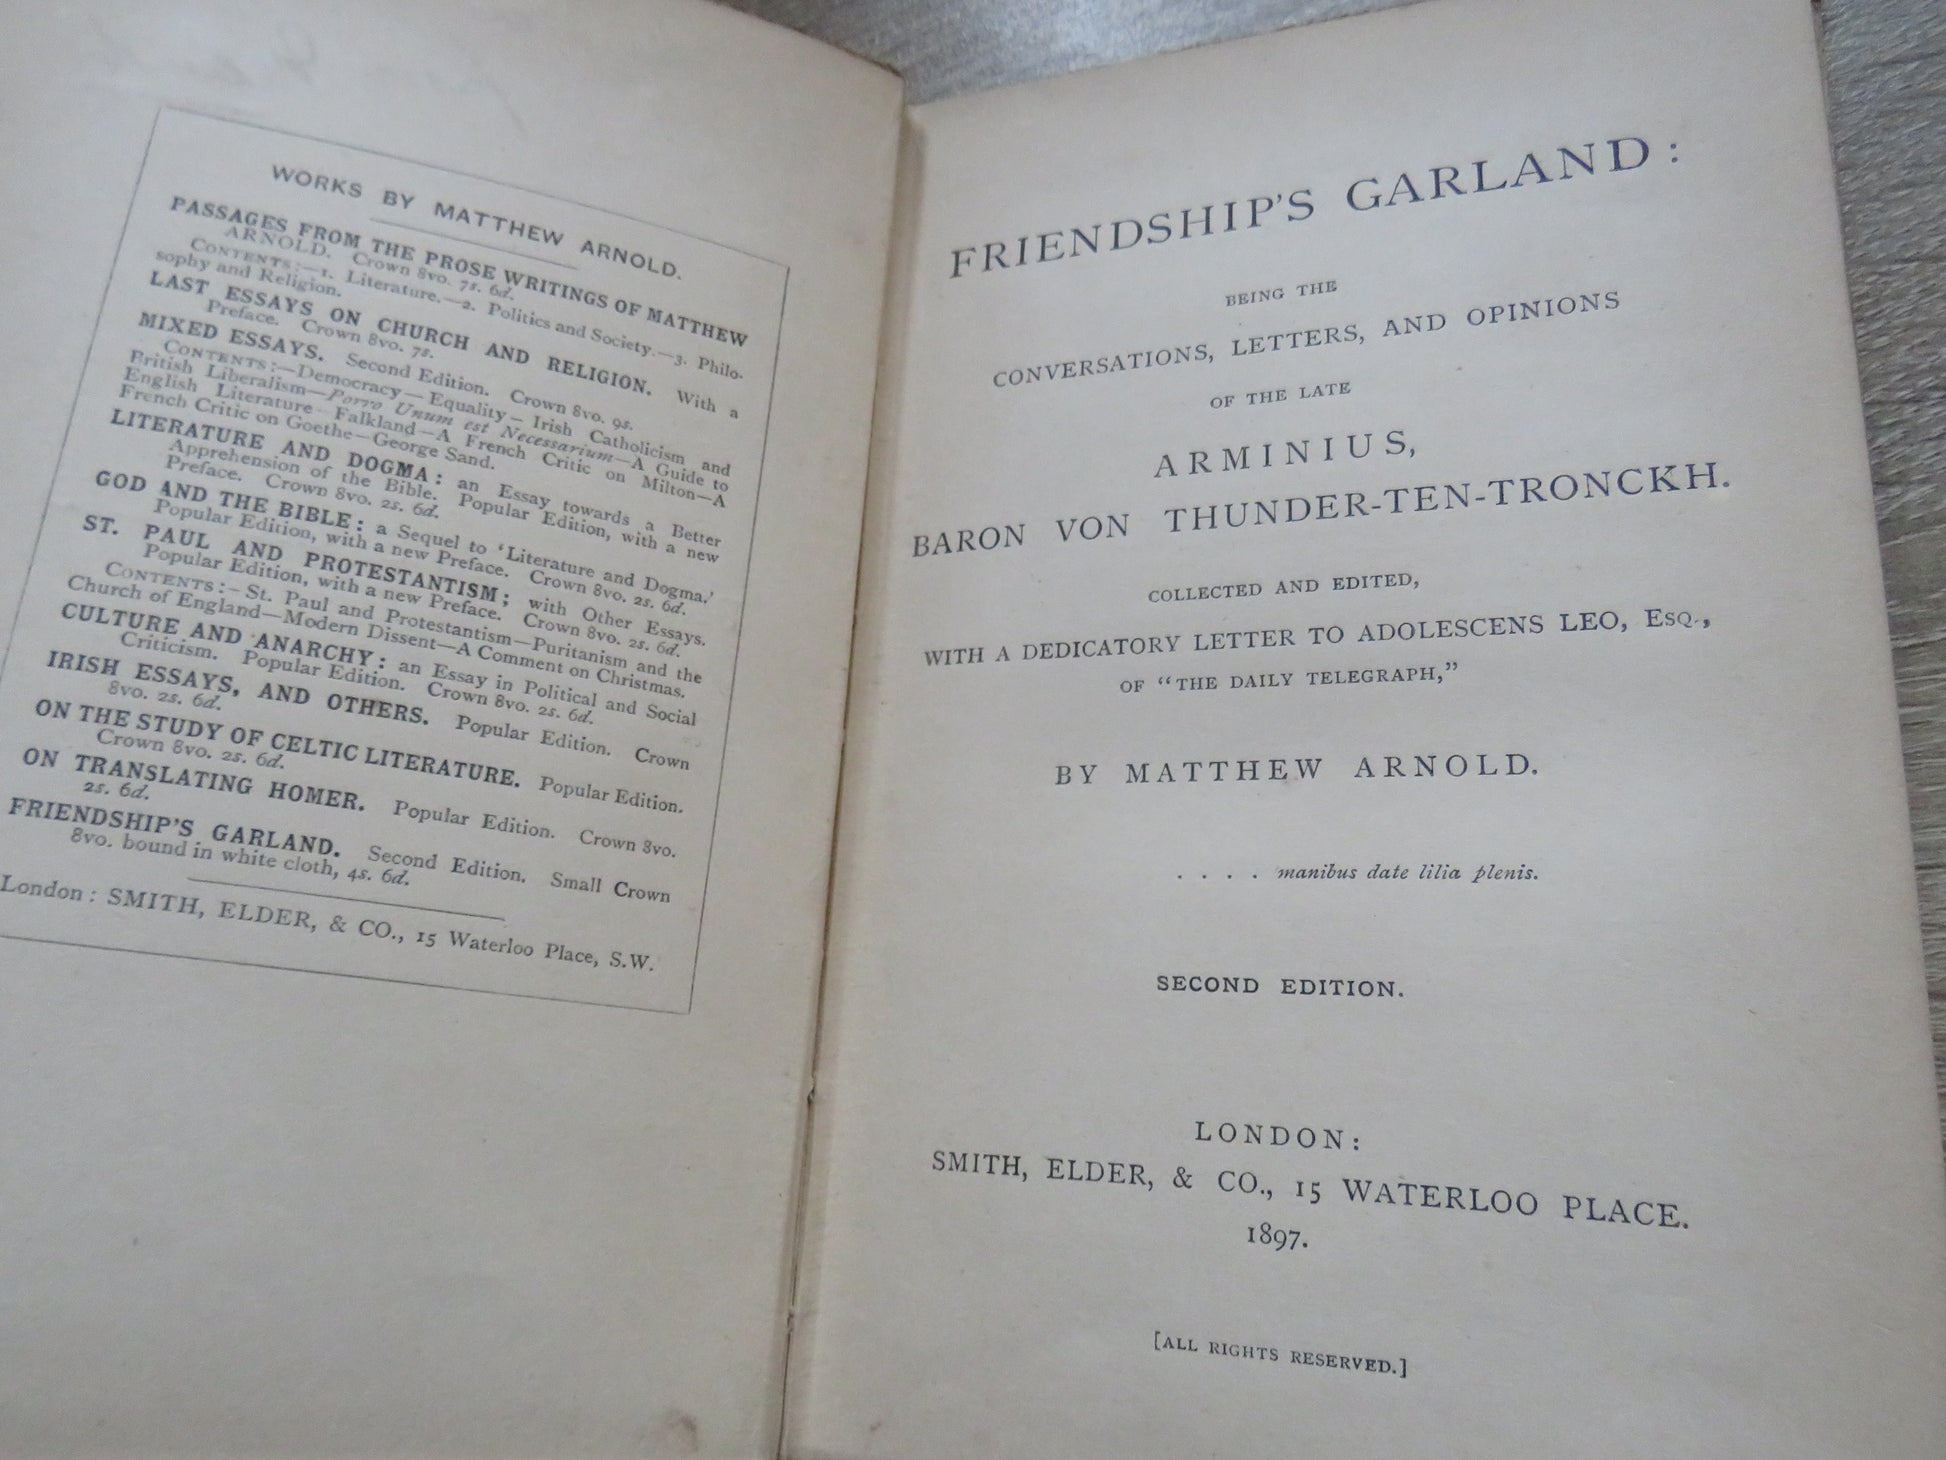 WORKS BY MATTHEW ARNOLD.
PASSAGES FROM THE PROSE WRITINGS OF MATTHEW
ARNOLD. Crown 8vo. 7s. 6d.
CONTENTS:—1. Literature.—2. Politics and Society.—3. Philo-
sophy and Religion.
LAST ESSAYS ON CHURCH AND RELIGION. With a
Preface. Crown 8vo. 7s.
MIXED ESSAYS. Second Edition. Crown 8vo. 9s.
CONTENTS:—Democracy—Equality—Irish Catholicism and
British Liberalism—Porro Unum est Necessarium—A Guide to
English Literature—Falkland—A French Critic on Milton—A
French Critic on Goethe—George Sand.
LITERATURE AND DOGMA: an Essay towards a Better
Apprehension of the Bible. Popular Edition, with a new
Preface. Crown 8vo. 2s. 6d.
GOD AND THE BIBLE: a Sequel to 'Literature and Dogma.'
Popular Edition, with a new Preface. Crown 8vo. 2s. 6d.
ST. PAUL AND PROTESTANTISM; with Other Essays.
Popular Edition, with a new Preface. Crown 8vo. 2s. 6d.
CONTENTS:—St. Paul and Protestantism—Puritanism and the
Church of England—Modern Dissent—A Comment on Christmas.
CULTURE AND ANARCHY: an Essay in Political and Social
Criticism. Popular Edition. Crown 8vo. 2s. 6d.
IRISH ESSAYS, AND OTHERS. Popular Edition. Crown
8vo. 2s. 6d.
ON THE STUDY OF CELTIC LITERATURE. Popular Edition.
Crown 8vo. 2s. 6d.
ON TRANSLATING HOMER. Popular Edition. Crown 8vo.
2s. 6d.
FRIENDSHIP'S GARLAND. Second Edition. Small Crown
8vo. bound in white cloth, 4s. 6d.
London: SMITH, ELDER, & CO., 15 Waterloo Place, S.W.
FRIENDSHIP'S GARLAND:
BEING THE
CONVERSATIONS, LETTERS, AND OPINIONS
OF THE LATE
ARMINIUS,
BARON VON THUNDER-TEN-TRONCKH.
COLLECTED AND EDITED,
WITH A DEDICATORY LETTER TO ADOLESCENS LEO, ESQ.,
OF "THE DAILY TELEGRAPH,"
BY MATTHEW ARNOLD.
. . . . manibus date lilia plenis.
SECOND EDITION.
LONDON:
SMITH, ELDER, & CO., 15 WATERLOO PLACE.
1897.
[ALL RIGHTS RESERVED.]